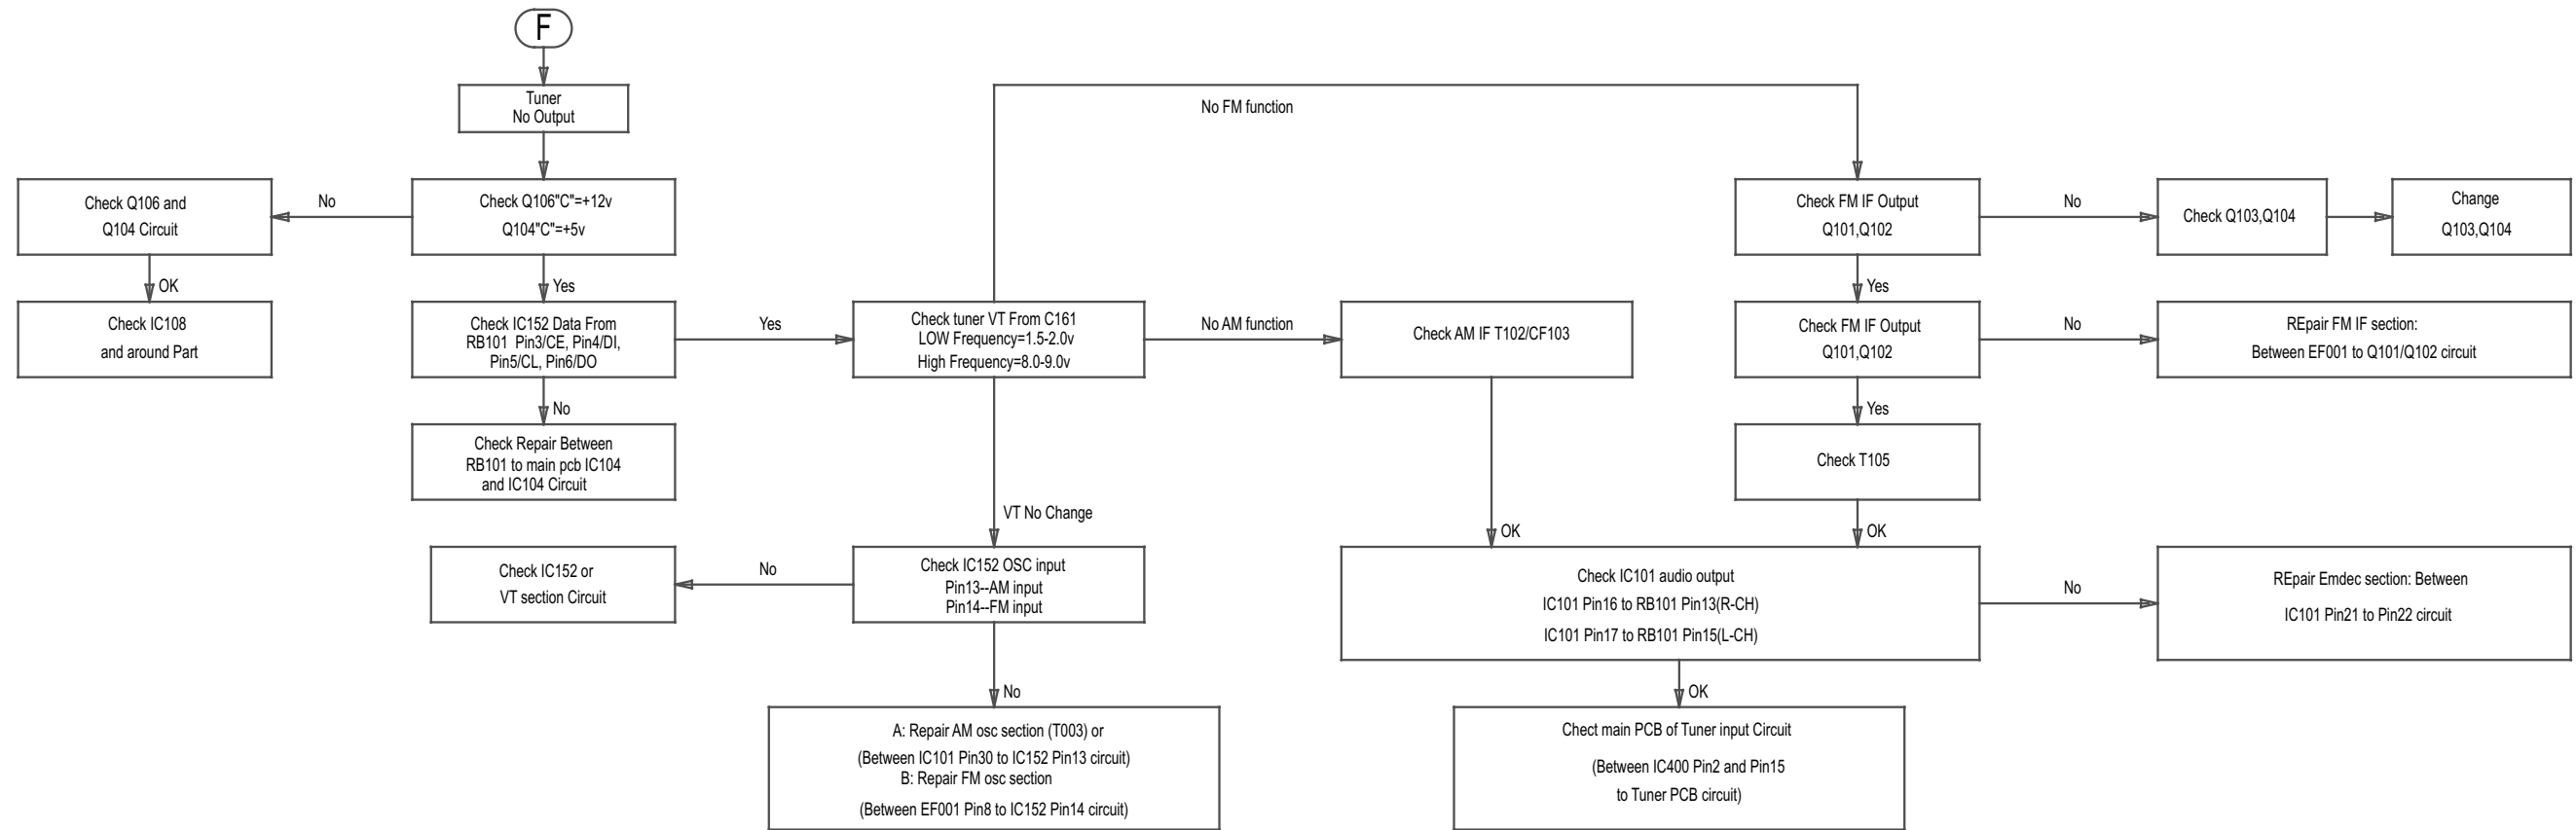 F
Tuner
No Output
No FM function
Check Q106 and
Q104 Circuit
No
Check Q106"C"=+12v
Q104"C"=+5v
Check FM IF Output
Q101,Q102
No
Check Q103,Q104
Change
Q103,Q104
OK
Yes
Yes
Check IC108
and around Part
Check IC152 Data From
RB101 Pin3/CE, Pin4/DI,
Pin5/CL, Pin6/DO
Yes
Check tuner VT From C161
LOW Frequency=1.5-2.0v
High Frequency=8.0-9.0v
No AM function
Check AM IF T102/CF103
Check FM IF Output
Q101,Q102
No
REpair FM IF section:
Between EF001 to Q101/Q102 circuit
No
Yes
Check Repair Between
RB101 to main pcb IC104
and IC104 Circuit
Check T105
VT No Change
OK
OK
Check IC152 or
VT section Circuit
No
Check IC152 OSC input
Pin13--AM input
Pin14--FM input
Check IC101 audio output
IC101 Pin16 to RB101 Pin13(R-CH)
IC101 Pin17 to RB101 Pin15(L-CH)
No
REpair Emdec section: Between
IC101 Pin21 to Pin22 circuit
No
OK
A: Repair AM osc section (T003) or
(Between IC101 Pin30 to IC152 Pin13 circuit)
B: Repair FM osc section
(Between EF001 Pin8 to IC152 Pin14 circuit)
Chect main PCB of Tuner input Circuit
(Between IC400 Pin2 and Pin15
to Tuner PCB circuit)